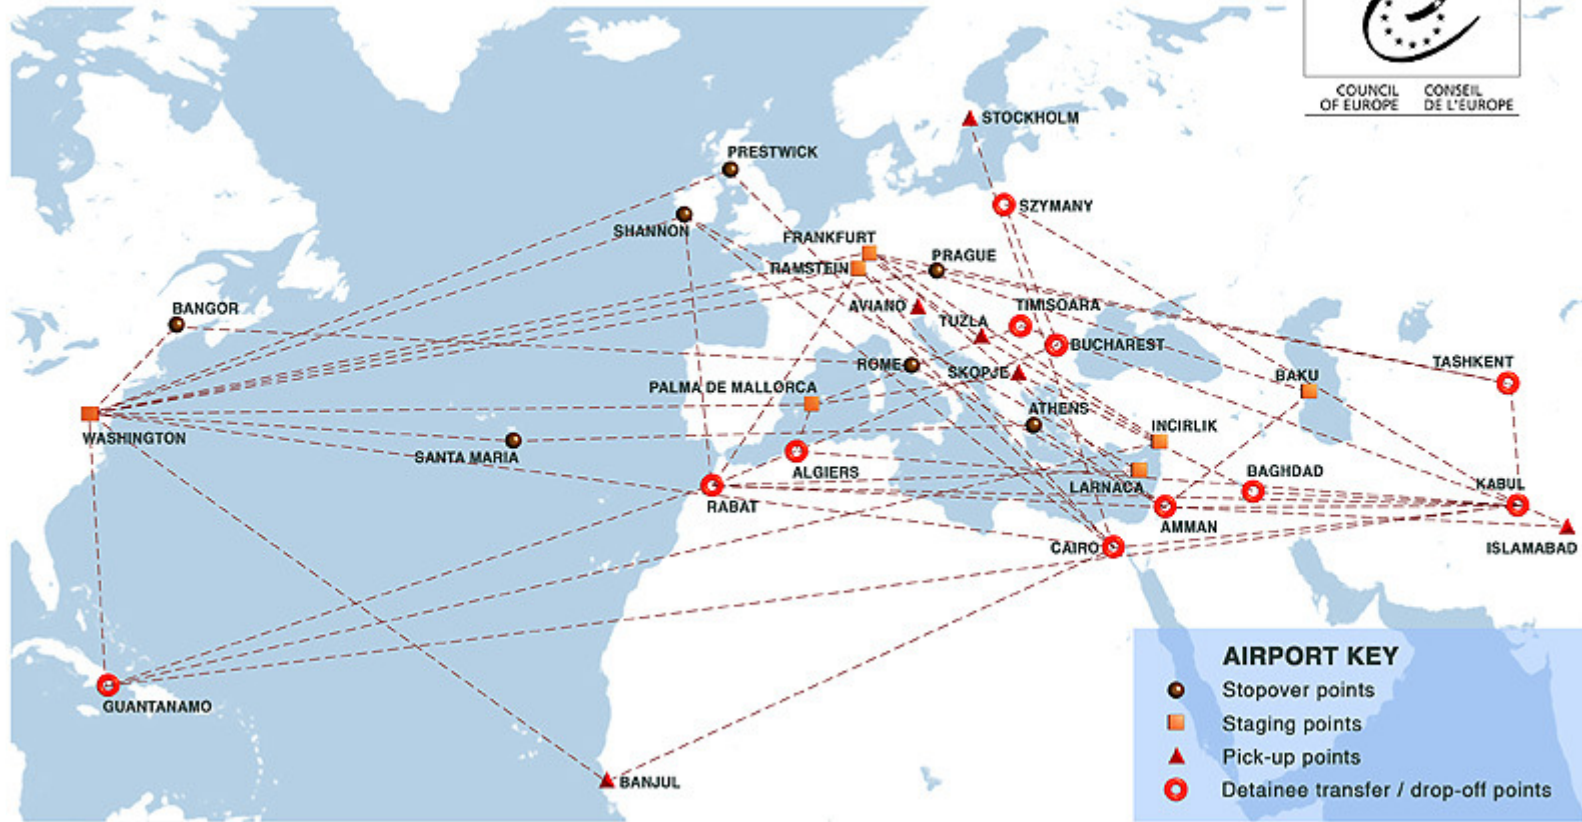 COUNCIL CONSEIL
OF EUROPE DE L'EUROPE
STOCKHOLM
PRESTWICK
SZYMANY
SHANNON
FRANKFURT
PRAGUE
RAMSTEIN
BANGOR
AVIANO
TIMISOARA
TUZLA
BUCHAREST
ROME
SKOPJE
TASHKENT
BAKU
PALMA DE MALLORCA
ATHENS
WASHINGTON
INCIRLIK
SANTA MARIA
ALGIERS
BAGHDAD
LARNACA
KABUL
RABAT
AMMAN
CAIRO
ISLAMABAD
GUANTANAMO
BANJUL
AIRPORT KEY
Stopover points
Staging points
Pick-up points
Detainee transfer / drop-off points